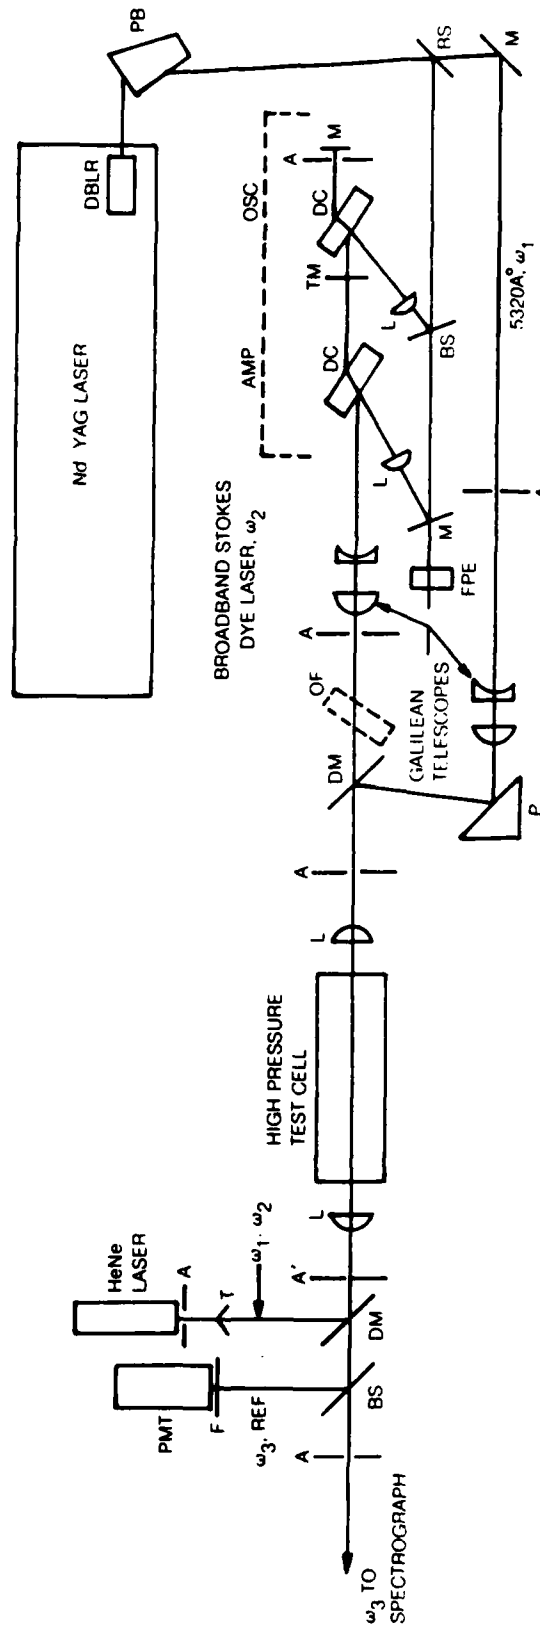 Nd YAG LASER
DBLR
PB
BS
M
A
M
OSC
DC
TM
AMP
DC
L
BS
L
M
FPE
5320A°, ω1
A
BROADBAND STOKES
DYE LASER, ω2
A
OF
DM
GALILEAN
TELESCOPES
P
A
L
HIGH PRESSURE
TEST CELL
L
A'
ω1, ω2
HeNe
LASER
A
T
DM
PMT
F
ω3, REF
BS
A
ω3 TO
SPECTROGRAPH